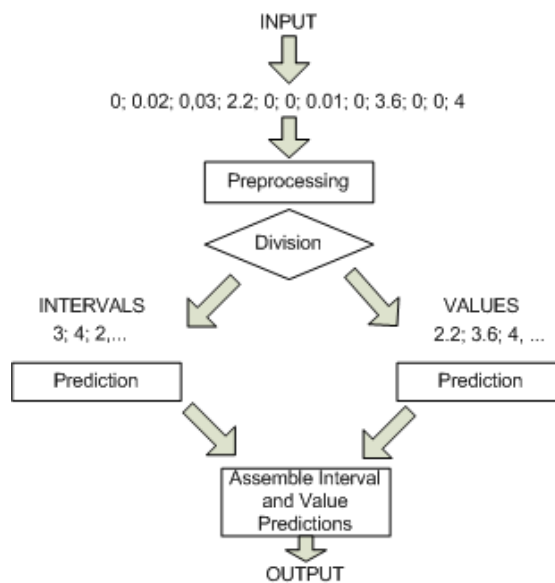 INPUT
0; 0.02; 0,03; 2.2; 0; 0; 0.01; 0; 3.6; 0; 0; 4
Preprocessing
Division
INTERVALS
3; 4; 2,...
Prediction
VALUES
2.2; 3.6; 4, ...
Prediction
Assemble Interval
and Value
Predictions
OUTPUT